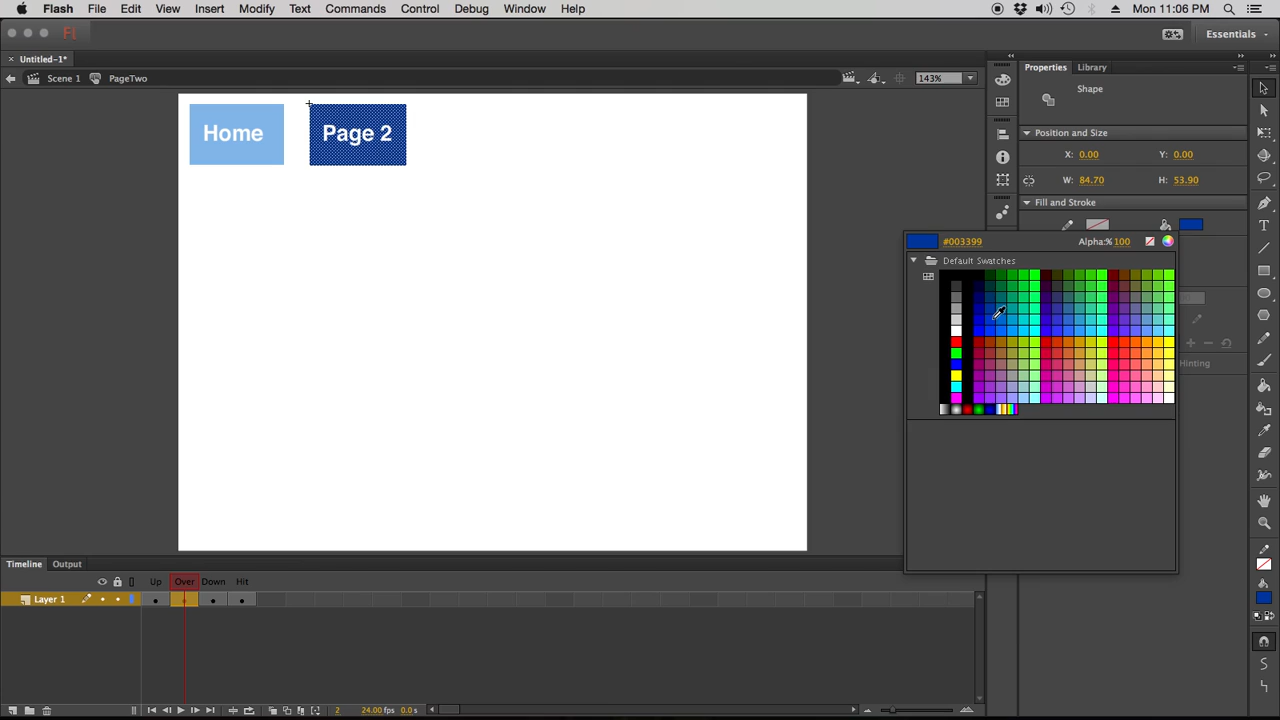 Flash File Edit View Insert Modify Text Commands Control Debug Window Help Mon 11:06 PM
Fl Essentials
Untitled-1*
Scene 1 PageTwo 143%
Properties Library
Shape
Position and Size
X: 0.00 Y: 0.00
W: 84.70 H: 53.90
Fill and Stroke
Home Page 2
#003399 Alpha:% 100
Default Swatches
Hinting
Timeline Output
Up Over Down Hit
Layer 1
2 24.00 fps 0.0 s